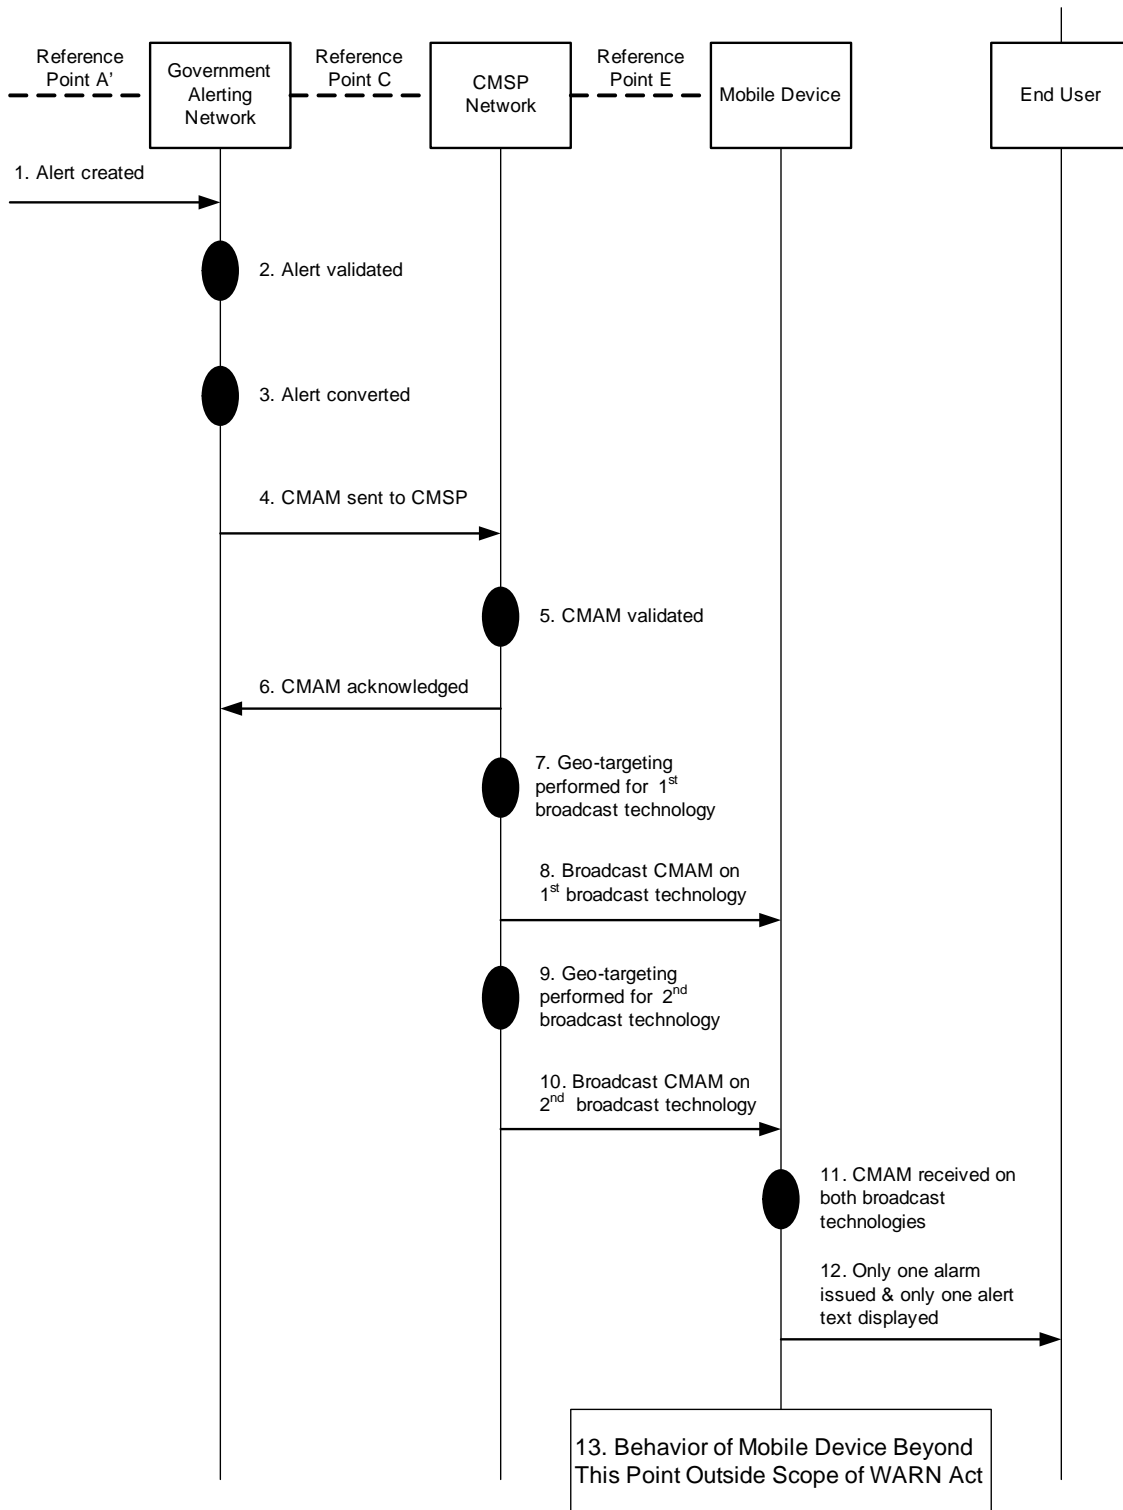 Reference
Point A’
Government
Alerting
Network
Reference
Point C
CMSP
Network
Reference
Point E
Mobile Device
End User
1. Alert created
2. Alert validated
3. Alert converted
4. CMAM sent to CMSP
5. CMAM validated
6. CMAM acknowledged
7. Geo-targeting
performed for 1st
broadcast technology
8. Broadcast CMAM on
1st broadcast technology
9. Geo-targeting
performed for 2nd
broadcast technology
10. Broadcast CMAM on
2nd broadcast technology
11. CMAM received on
both broadcast
technologies
12. Only one alarm
issued & only one alert
text displayed
13. Behavior of Mobile Device Beyond
This Point Outside Scope of WARN Act